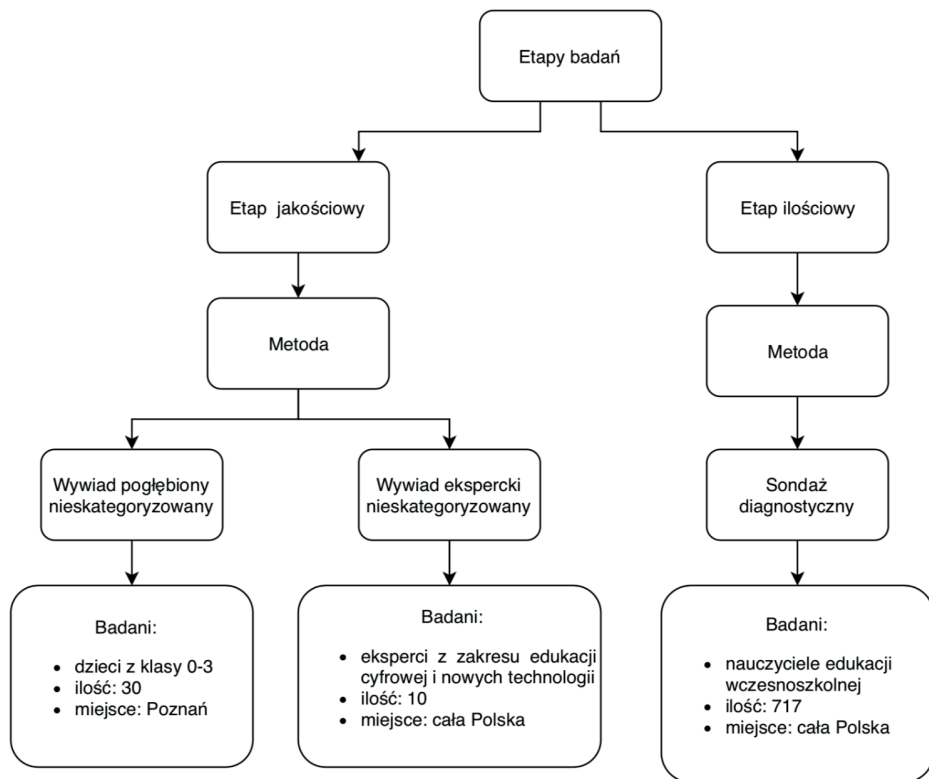 Etapy badań
Etap jakościowy
Etap ilościowy
Metoda
Metoda
Wywiad pogłębiony
nieskategoryzowany
Wywiad ekspercki
nieskategoryzowany
Sondaż
diagnostyczny
Badani:
• dzieci z klasy 0-3
• ilość: 30
• miejsce: Poznań
Badani:
• eksperci z zakresu edukacji
cyfrowej i nowych technologii
• ilość: 10
• miejsce: cała Polska
Badani:
• nauczyciele edukacji
wczesnoszkolnej
• ilość: 717
• miejsce: cała Polska